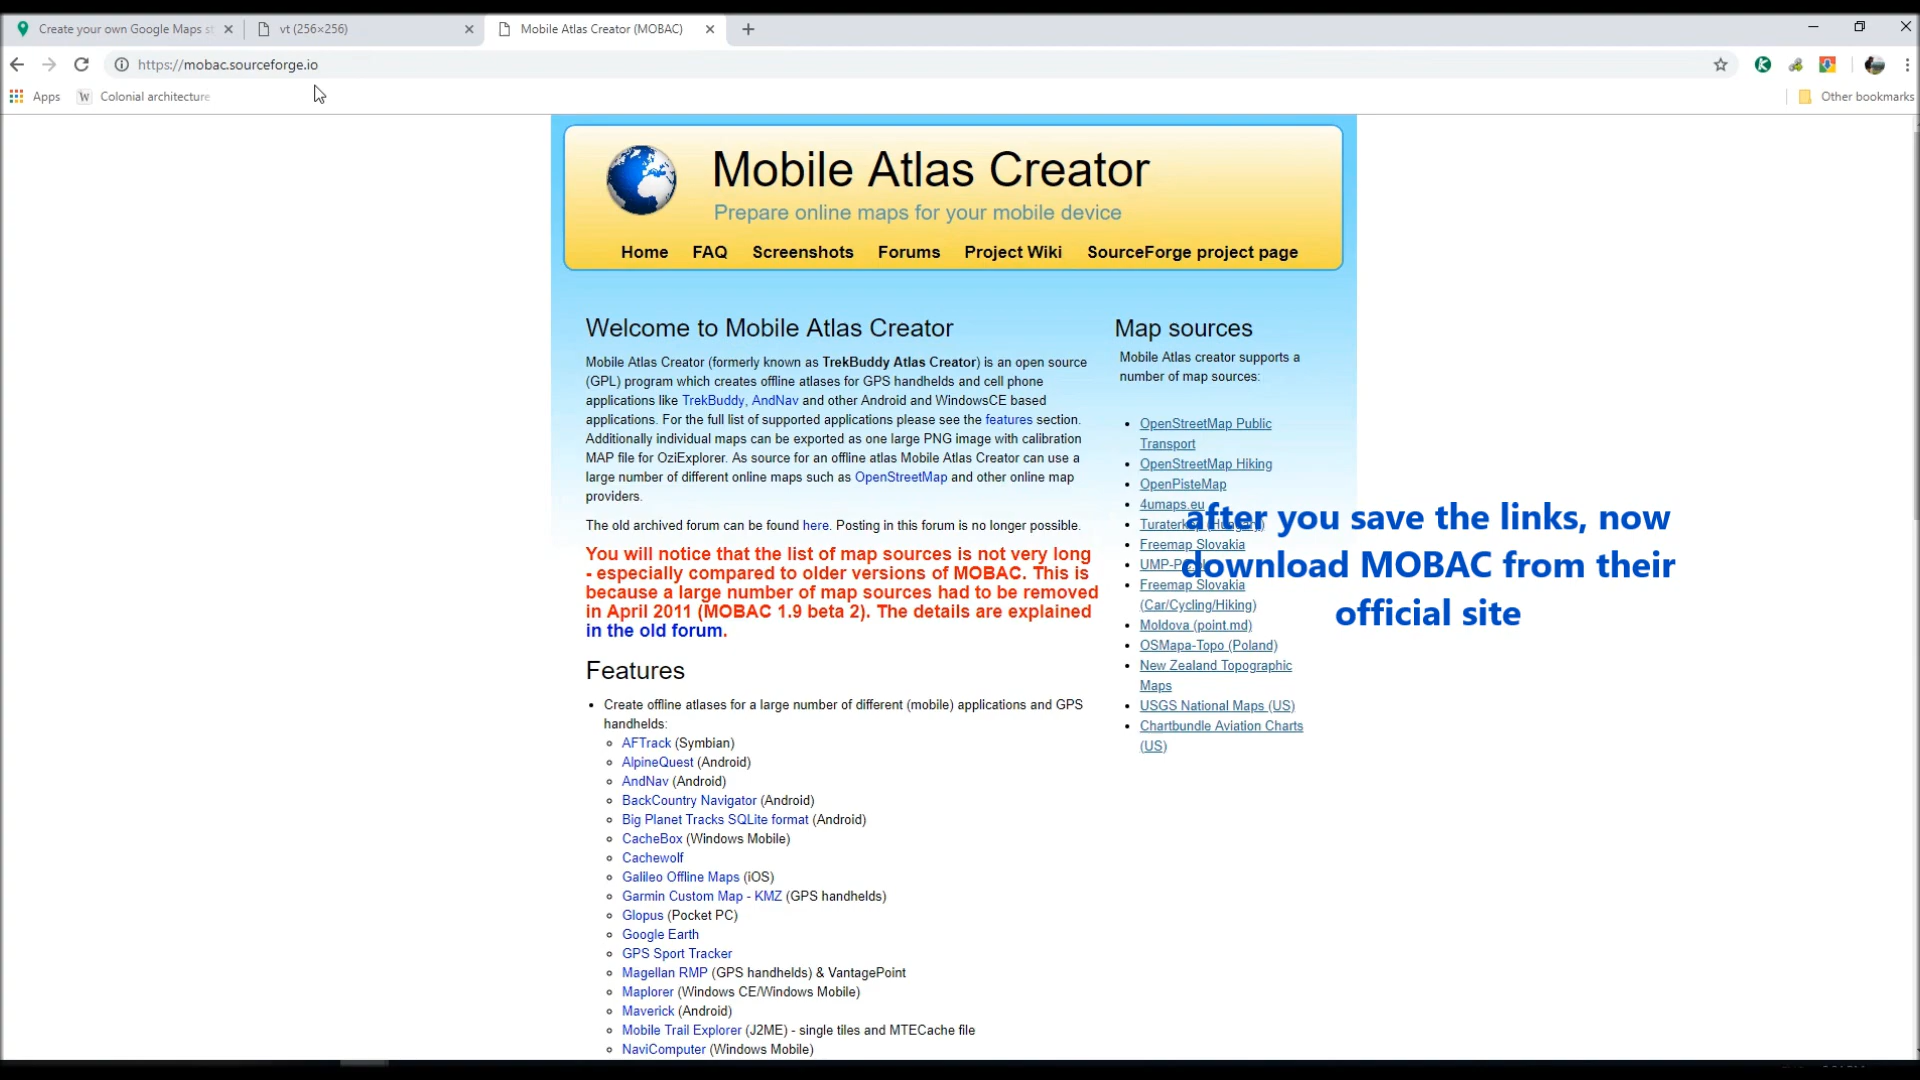 Create your own Google Maps st
vt (256×256)
Mobile Atlas Creator (MOBAC)
https://mobac.sourceforge.io
Apps
W Colonial architecture
Other bookmarks
Mobile Atlas Creator
Prepare online maps for your mobile device
Home FAQ Screenshots Forums Project Wiki SourceForge project page
Welcome to Mobile Atlas Creator
Mobile Atlas Creator (formerly known as TrekBuddy Atlas Creator) is an open source
(GPL) program which creates offline atlases for GPS handhelds and cell phone
applications like TrekBuddy, AndNav and other Android and WindowsCE based
applications. For the full list of supported applications please see the features section.
Additionally individual maps can be exported as one large PNG image with calibration
MAP file for OziExplorer. As source for an offline atlas Mobile Atlas Creator can use a
large number of different online maps such as OpenStreetMap and other online map
providers.
The old archived forum can be found here. Posting in this forum is no longer possible.
You will notice that the list of map sources is not very long
- especially compared to older versions of MOBAC. This is
because a large number of map sources had to be removed
in April 2011 (MOBAC 1.9 beta 2). The details are explained
in the old forum.
Features
• Create offline atlases for a large number of different (mobile) applications and GPS
handhelds:
AFTrack (Symbian)
AlpineQuest (Android)
AndNav (Android)
BackCountry Navigator (Android)
Big Planet Tracks SQLite format (Android)
CacheBox (Windows Mobile)
Cachewolf
Galileo Offline Maps (iOS)
Garmin Custom Map - KMZ (GPS handhelds)
Glopus (Pocket PC)
Google Earth
GPS Sport Tracker
Magellan RMP (GPS handhelds) & VantagePoint
Maplorer (Windows CE/Windows Mobile)
Maverick (Android)
Mobile Trail Explorer (J2ME) - single tiles and MTECache file
NaviComputer (Windows Mobile)
Map sources
Mobile Atlas creator supports a
number of map sources:
• OpenStreetMap Public
Transport
• OpenStreetMap Hiking
• OpenPisteMap
• 4umaps.eu
• (Hungary)
• Freemap Slovakia
•
• Freemap Slovakia
(Car/Cycling/Hiking)
• Moldova (point.md)
• OSMapa-Topo (Poland)
• New Zealand Topographic
Maps
• USGS National Maps (US)
• Chartbundle Aviation Charts
(US)
after you save the links, now
download MOBAC from their
official site